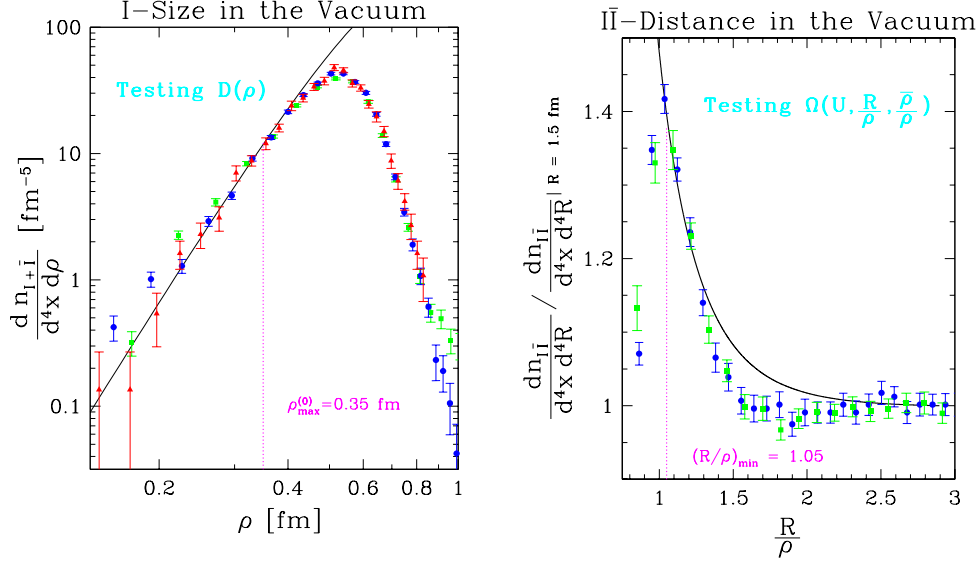 I-Size in the Vacuum
100
10
1
0.1
d n_{I+Ī} / d⁴x dρ [fm⁻⁵]
Testing D(ρ)
ρ_{max}^{(0)}=0.35 fm
0.2
0.4
0.6
0.8
1
ρ [fm]
IĪ-Distance in the Vacuum
1.4
1.2
1
dn_{IĪ} / d⁴x d⁴R / dn_{IĪ} / d⁴x d⁴R | R = 1.5 fm
Testing Ω(U, R/ρ, ρ̄/ρ)
(R/ρ)_{min} = 1.05
1
1.5
2
2.5
3
R/ρ